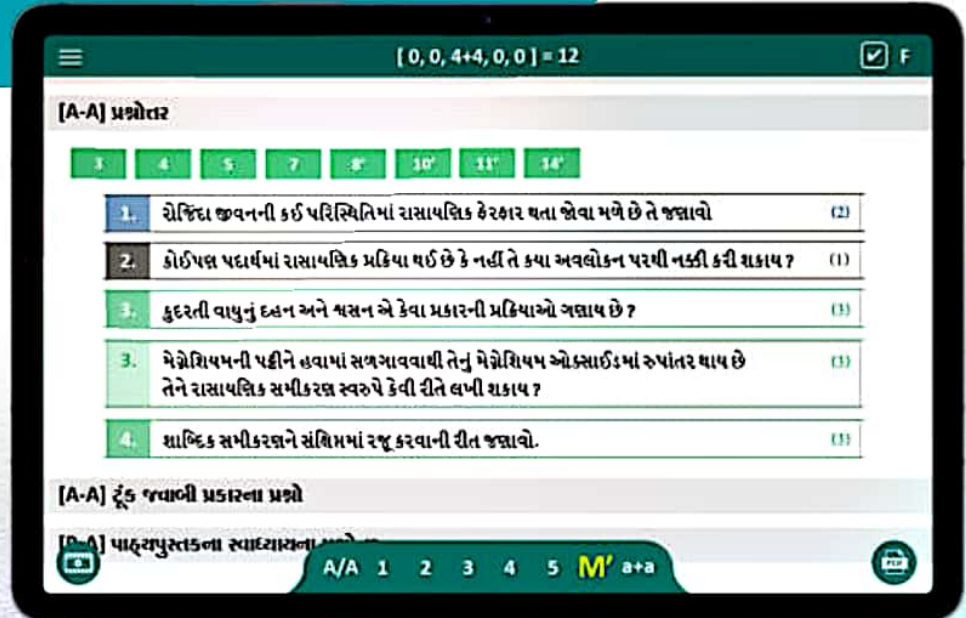 [ 0, 0, 4+4, 0, 0 ] = 12
F
[A-A] પ્રશ્નોત્તર
3 4 5 7 8' 10' 11' 14'
1. રોજિંદા જીવનની કઈ પરિસ્થિતિમાં રાસાયણિક ફેરફાર થતા જોવા મળે છે તે જણાવો (2)
2. કોઈપણ પદાર્થમાં રાસાયણિક પ્રક્રિયા થઈ છે કે નહીં તે કયા અવલોકન પરથી નક્કી કરી શકાય ? (1)
3. કુદરતી વાયુનું દહન અને શ્વસન એ કેવા પ્રકારની પ્રક્રિયાઓ ગણાય છે ? (3)
3. મેગ્નેશિયમની પટ્ટીને હવામાં સળગાવવાથી તેનું મેગ્નેશિયમ ઓક્સાઈડમાં રુપાંતર થાય છે (3)
તેને રાસાયણિક સમીકરણ સ્વરુપે કેવી રીતે લખી શકાય ?
4. શાબ્દિક સમીકરણને સંક્ષિપ્તમાં રજૂ કરવાની રીત જણાવો. (3)
[A-A] ટૂંક જવાબી પ્રકારના પ્રશ્નો
પાઠ્યપુસ્તકના સ્વાધ્યાયના
A/A 1 2 3 4 5 M' a+a
PDF